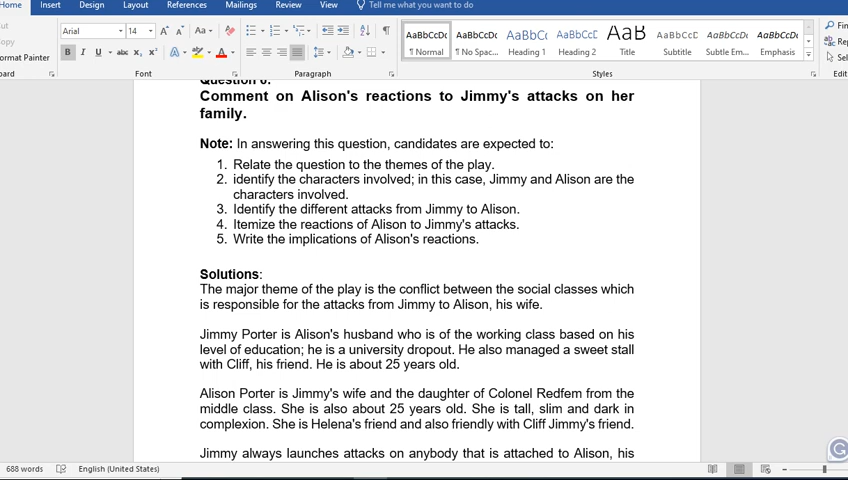 Home Insert Design Layout References Mailings Review View Tell me what you want to do
Arial 14 Aa AaBbCcDc AaBbCcDc AaBbCc AaBbCc AaB AaBbCcD AaBbCcDc AaBbCcDc
ormat Painter B I U abc ¶ Normal ¶ No Spac... Heading 1 Heading 2 Title Subtitle Subtle Em... Emphasis
Font Paragraph Styles
Question 6:
Comment on Alison's reactions to Jimmy's attacks on her
family.
Note: In answering this question, candidates are expected to:
1. Relate the question to the themes of the play.
2. identify the characters involved; in this case, Jimmy and Alison are the
characters involved.
3. Identify the different attacks from Jimmy to Alison.
4. Itemize the reactions of Alison to Jimmy's attacks.
5. Write the implications of Alison's reactions.
Solutions:
The major theme of the play is the conflict between the social classes which
is responsible for the attacks from Jimmy to Alison, his wife.
Jimmy Porter is Alison's husband who is of the working class based on his
level of education; he is a university dropout. He also managed a sweet stall
with Cliff, his friend. He is about 25 years old.
Alison Porter is Jimmy's wife and the daughter of Colonel Redfem from the
middle class. She is also about 25 years old. She is tall, slim and dark in
complexion. She is Helena's friend and also friendly with Cliff Jimmy's friend.
Jimmy always launches attacks on anybody that is attached to Alison, his
688 words English (United States)